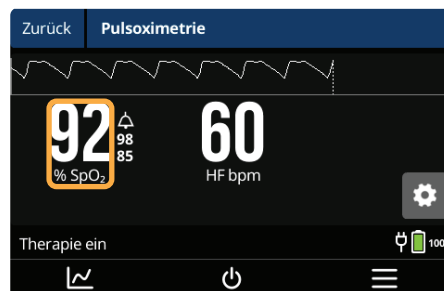 Zurück Pulsoximetrie
92 98 60
85
% SpO₂ HF bpm
Therapie ein 100